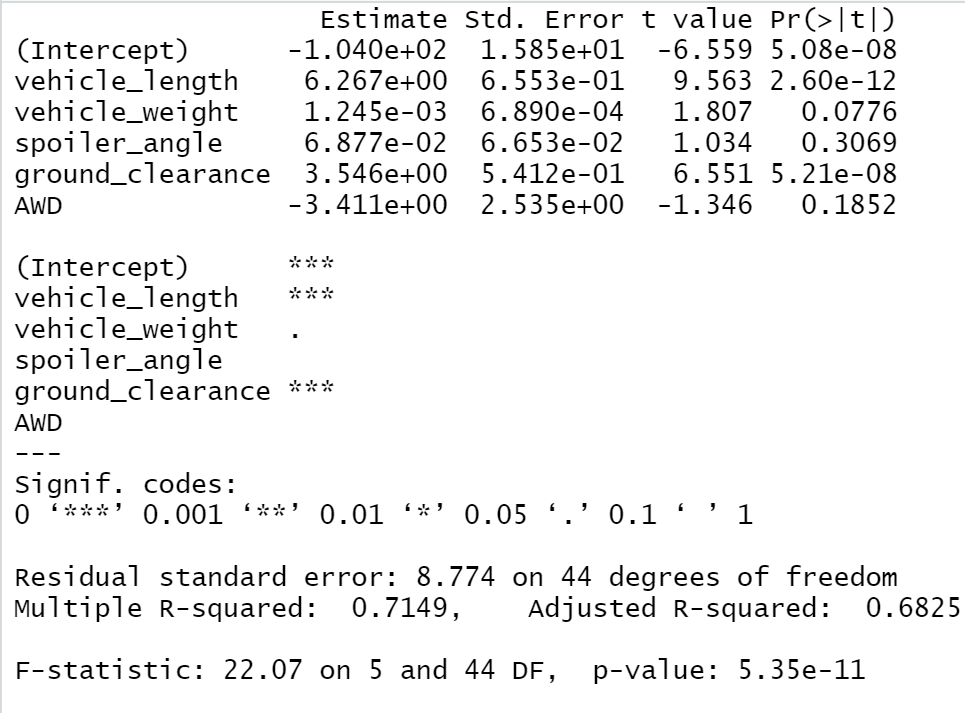 Estimate Std. Error t value Pr(>|t|)
(Intercept)      -1.040e+02  1.585e+01  -6.559 5.08e-08
vehicle_length    6.267e+00  6.553e-01   9.563 2.60e-12
vehicle_weight    1.245e-03  6.890e-04   1.807   0.0776
spoiler_angle     6.877e-02  6.653e-02   1.034   0.3069
ground_clearance  3.546e+00  5.412e-01   6.551 5.21e-08
AWD              -3.411e+00  2.535e+00  -1.346   0.1852

(Intercept)      ***
vehicle_length   ***
vehicle_weight   .
spoiler_angle
ground_clearance ***
AWD
---
Signif. codes:
0 ‘***’ 0.001 ‘**’ 0.01 ‘*’ 0.05 ‘.’ 0.1 ‘ ’ 1

Residual standard error: 8.774 on 44 degrees of freedom
Multiple R-squared:  0.7149,    Adjusted R-squared:  0.6825

F-statistic: 22.07 on 5 and 44 DF,  p-value: 5.35e-11